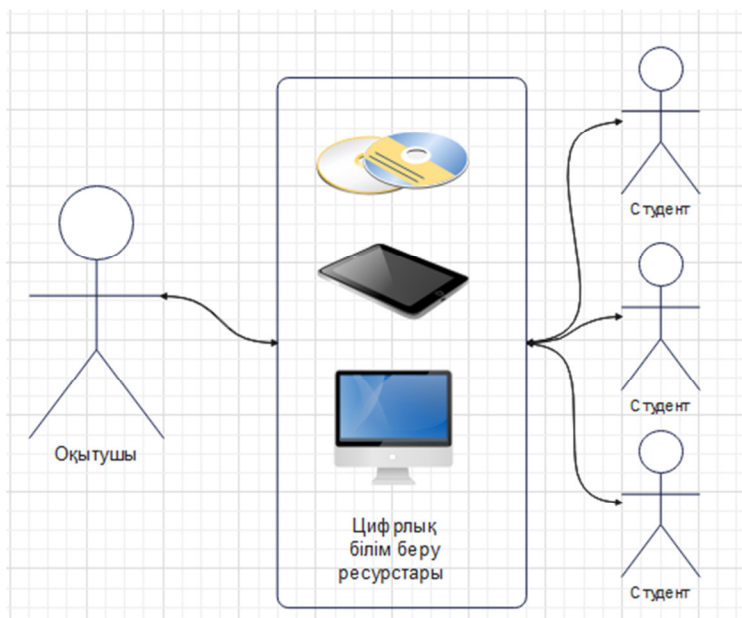 Оқытушы
Цифрлық
білім беру
ресурстары
Студент
Студент
Студент